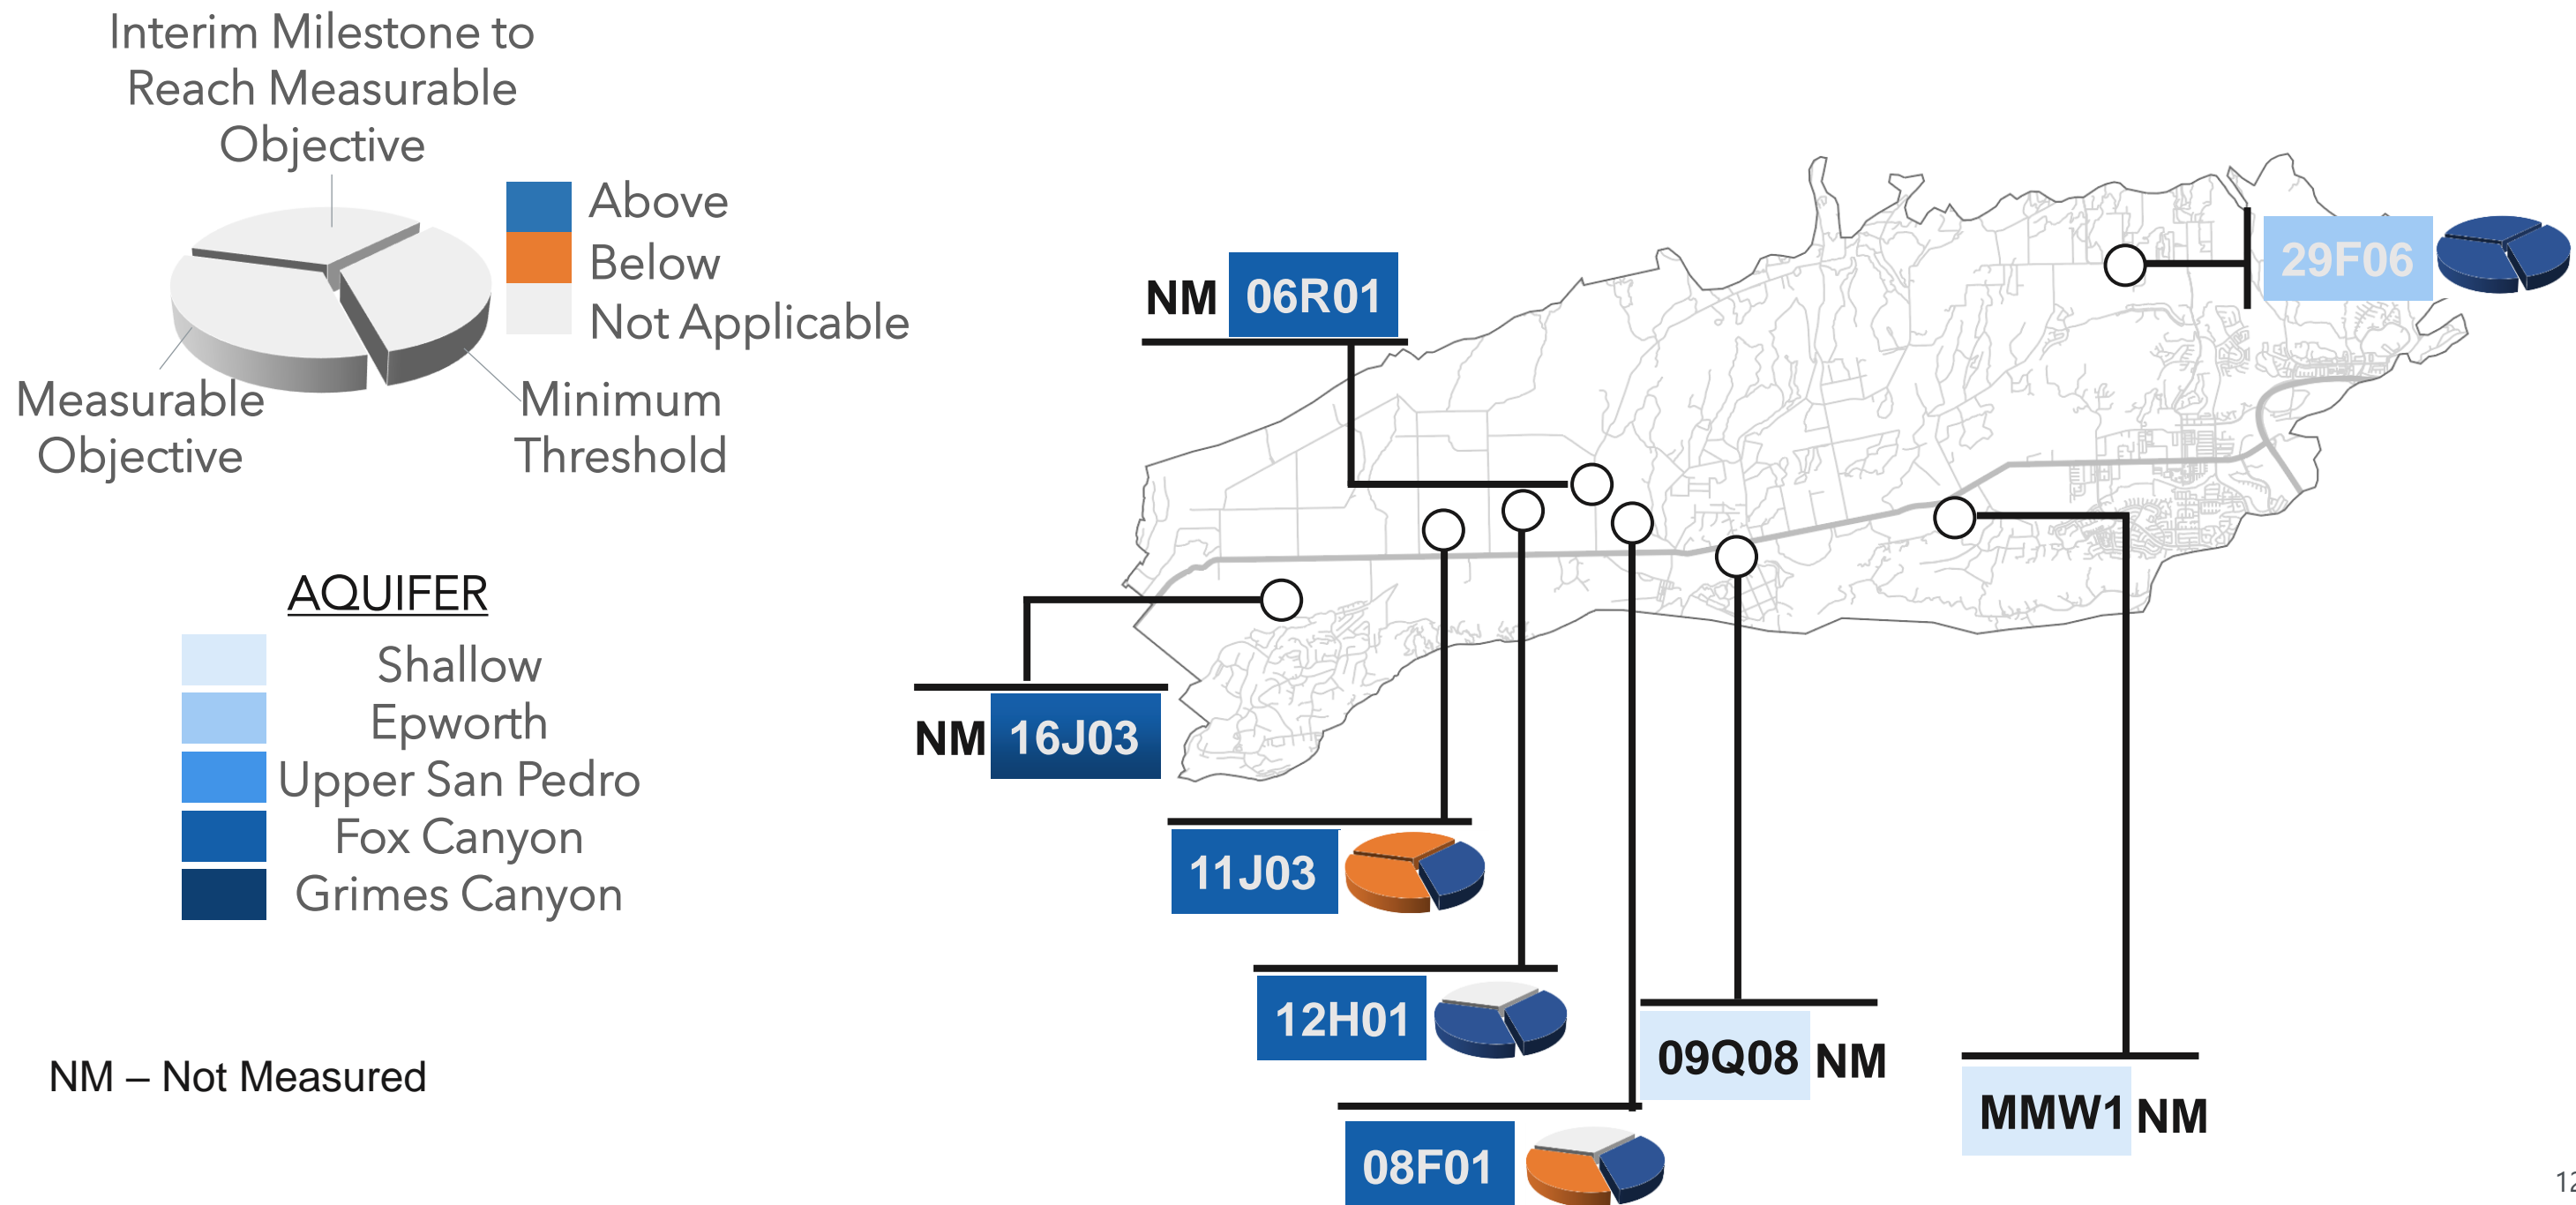 Interim Milestone to
Reach Measurable
Objective
Above
Below
Not Applicable
Measurable
Objective
Minimum
Threshold
AQUIFER
Shallow
Epworth
Upper San Pedro
Fox Canyon
Grimes Canyon
NM – Not Measured
29F06
NM 06R01
NM 16J03
11J03
12H01
09Q08 NM
MMW1 NM
08F01
12